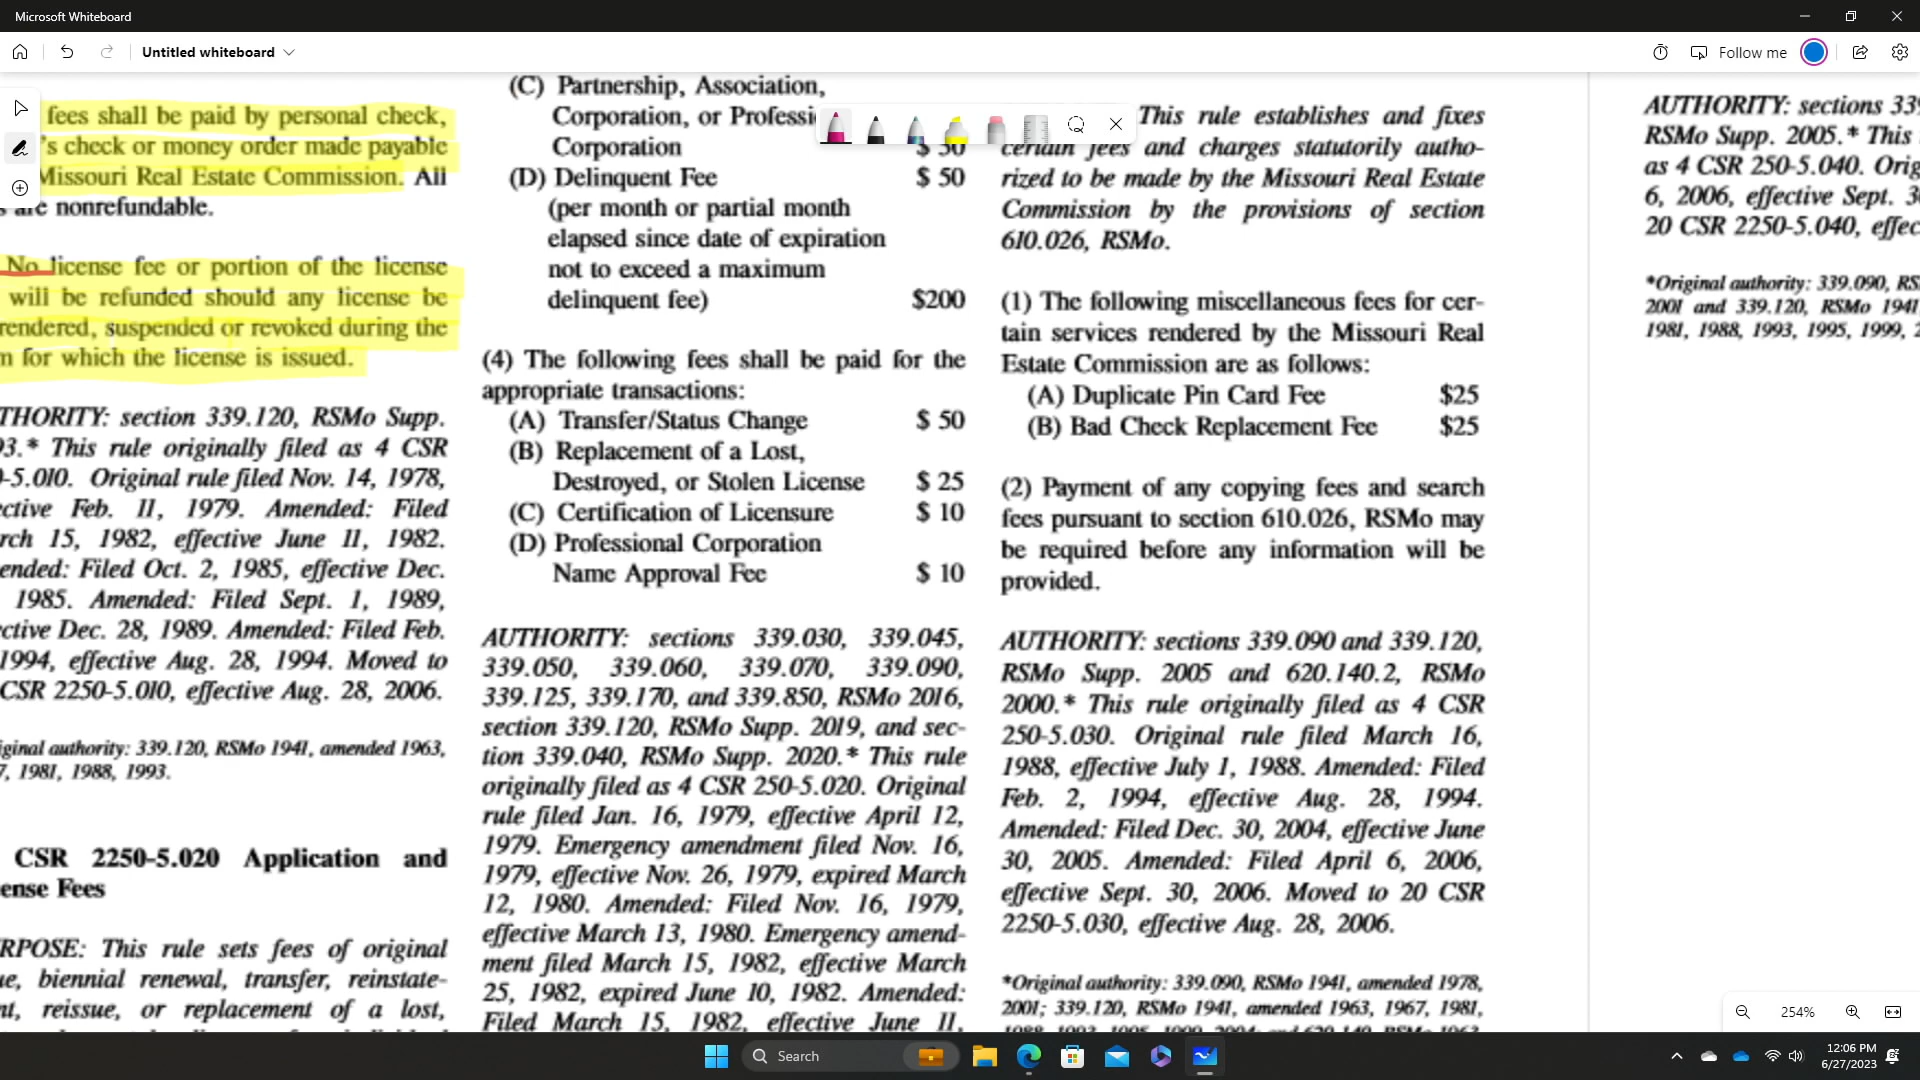 Microsoft Whiteboard
Untitled whiteboard
Follow me
fees shall be paid by personal check,
's check or money order made payable
Missouri Real Estate Commission. All
are nonrefundable.
No license fee or portion of the license
will be refunded should any license be
rendered, suspended or revoked during the
for which the license is issued.
THORITY: section 339.120, RSMo Supp.
93.* This rule originally filed as 4 CSR
-5.010. Original rule filed Nov. 14, 1978,
ctive Feb. 11, 1979. Amended: Filed
rch 15, 1982, effective June 11, 1982.
ended: Filed Oct. 2, 1985, effective Dec.
1985. Amended: Filed Sept. 1, 1989,
ctive Dec. 28, 1989. Amended: Filed Feb.
1994, effective Aug. 28, 1994. Moved to
CSR 2250-5.010, effective Aug. 28, 2006.
iginal authority: 339.120, RSMo 1941, amended 1963,
7, 1981, 1988, 1993.
CSR 2250-5.020 Application and
ense Fees
RPOSE: This rule sets fees of original
ue, biennial renewal, transfer, reinstate-
nt, reissue, or replacement of a lost,
(C) Partnership, Association,
Corporation, or Professi
Corporation $ 50
(D) Delinquent Fee $ 50
(per month or partial month
elapsed since date of expiration
not to exceed a maximum
delinquent fee) $200
(4) The following fees shall be paid for the
appropriate transactions:
(A) Transfer/Status Change $ 50
(B) Replacement of a Lost,
Destroyed, or Stolen License $ 25
(C) Certification of Licensure $ 10
(D) Professional Corporation
Name Approval Fee $ 10
AUTHORITY: sections 339.030, 339.045,
339.050, 339.060, 339.070, 339.090,
339.125, 339.170, and 339.850, RSMo 2016,
section 339.120, RSMo Supp. 2019, and sec-
tion 339.040, RSMo Supp. 2020.* This rule
originally filed as 4 CSR 250-5.020. Original
rule filed Jan. 16, 1979, effective April 12,
1979. Emergency amendment filed Nov. 16,
1979, effective Nov. 26, 1979, expired March
12, 1980. Amended: Filed Nov. 16, 1979,
effective March 13, 1980. Emergency amend-
ment filed March 15, 1982, effective March
25, 1982, expired June 10, 1982. Amended:
Filed March 15, 1982, effective June 11,
This rule establishes and fixes
certain fees and charges statutorily autho-
rized to be made by the Missouri Real Estate
Commission by the provisions of section
610.026, RSMo.
(1) The following miscellaneous fees for cer-
tain services rendered by the Missouri Real
Estate Commission are as follows:
(A) Duplicate Pin Card Fee $25
(B) Bad Check Replacement Fee $25
(2) Payment of any copying fees and search
fees pursuant to section 610.026, RSMo may
be required before any information will be
provided.
AUTHORITY: sections 339.090 and 339.120,
RSMo Supp. 2005 and 620.140.2, RSMo
2000.* This rule originally filed as 4 CSR
250-5.030. Original rule filed March 16,
1988, effective July 1, 1988. Amended: Filed
Feb. 2, 1994, effective Aug. 28, 1994.
Amended: Filed Dec. 30, 2004, effective June
30, 2005. Amended: Filed April 6, 2006,
effective Sept. 30, 2006. Moved to 20 CSR
2250-5.030, effective Aug. 28, 2006.
*Original authority: 339.090, RSMo 1941, amended 1978,
2001; 339.120, RSMo 1941, amended 1963, 1967, 1981,
AUTHORITY: sections 33
RSMo Supp. 2005.* This
as 4 CSR 250-5.040. Orig
6, 2006, effective Sept. 3
20 CSR 2250-5.040, effec
*Original authority: 339.090, RS
2001 and 339.120, RSMo 1941
1981, 1988, 1993, 1995, 1999, 2
254%
Search
12:06 PM
6/27/2023